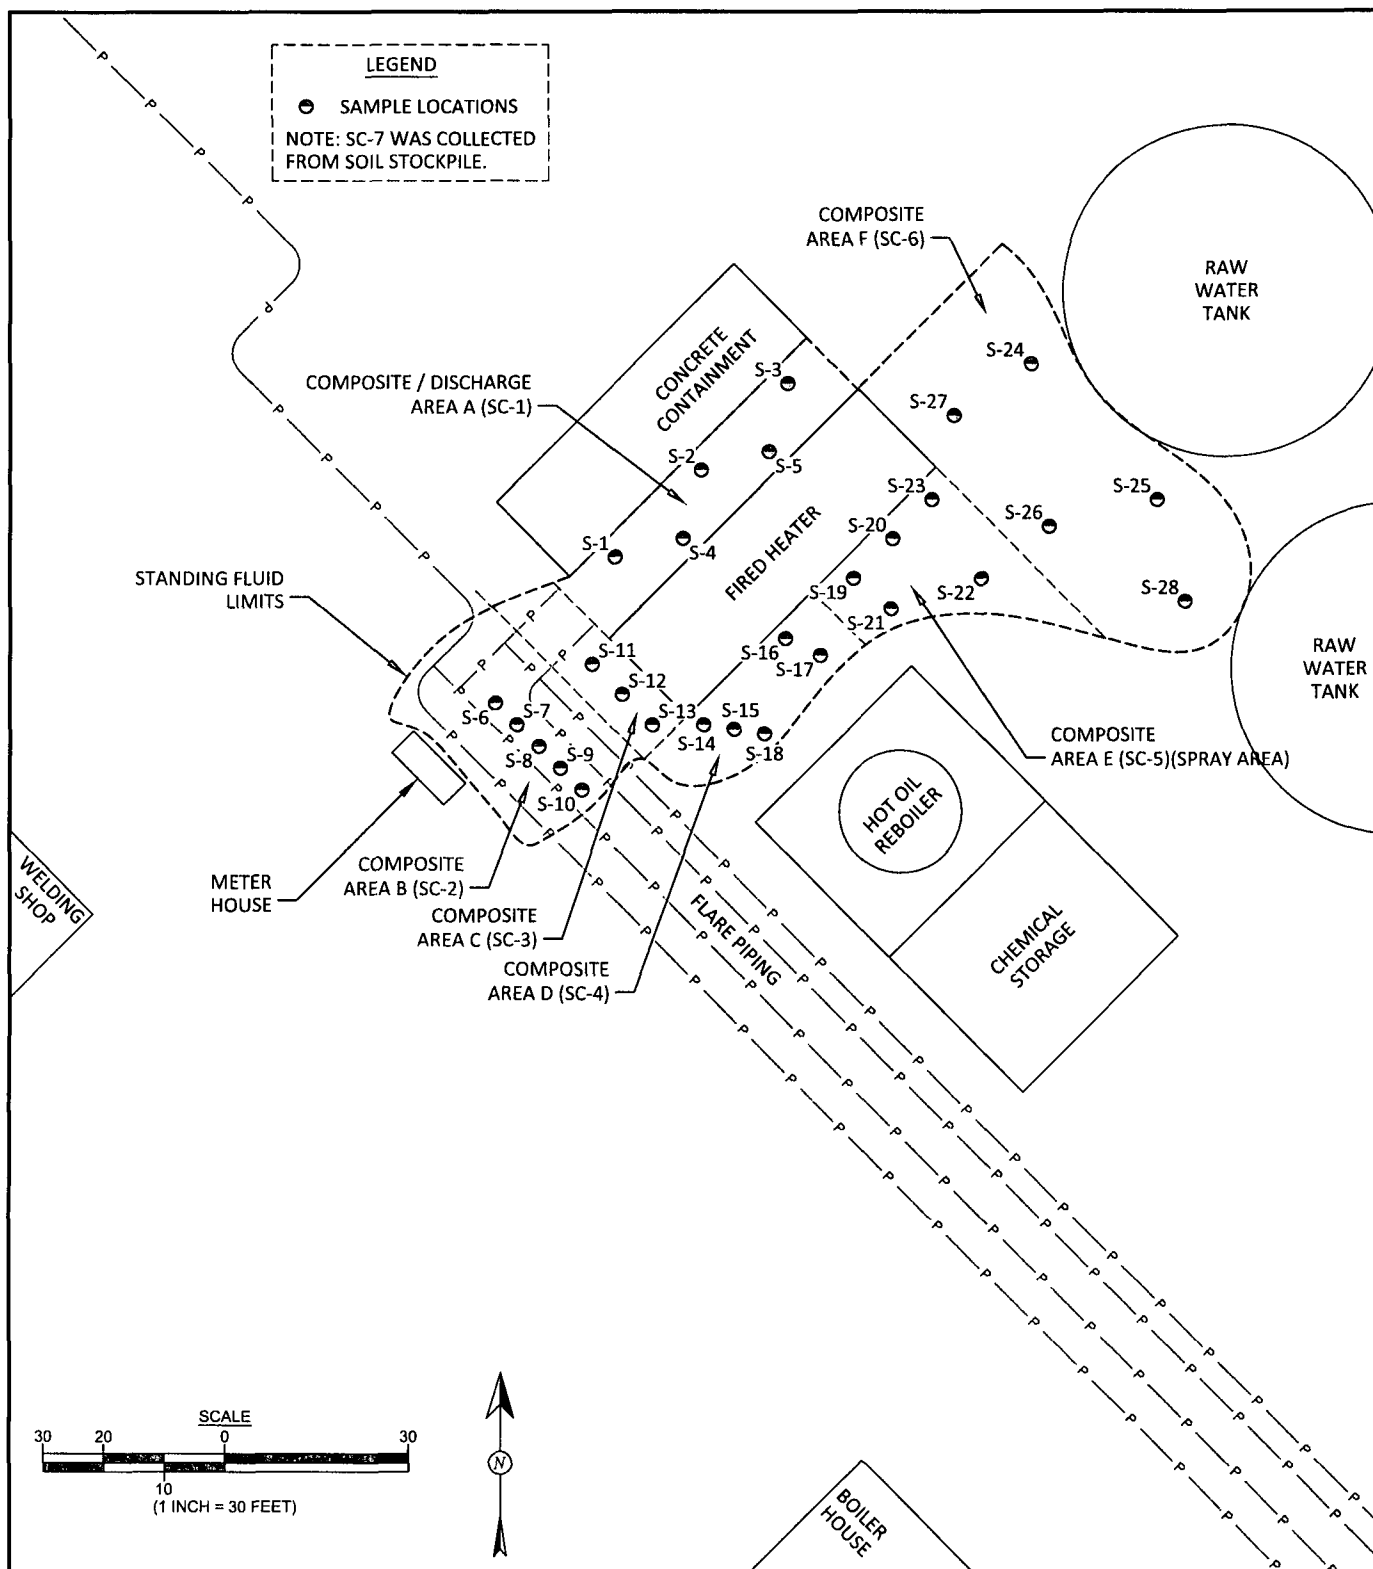 LEGEND
SAMPLE LOCATIONS
NOTE: SC-7 WAS COLLECTED
FROM SOIL STOCKPILE.
COMPOSITE
AREA F (SC-6)
RAW
WATER
TANK
CONCRETE
CONTAINMENT
COMPOSITE / DISCHARGE
AREA A (SC-1)
S-3
S-24
S-27
S-2
S-5
S-23
S-25
S-26
S-20
S-1
S-4
FIRED HEATER
STANDING FLUID
LIMITS
S-19
S-22
S-28
S-21
S-11
S-16
S-17
RAW
WATER
TANK
S-12
S-6
S-7
S-13
S-15
S-14
S-18
S-8
S-9
S-10
COMPOSITE
AREA E (SC-5)(SPRAY AREA)
HOT OIL
REBOILER
METER
HOUSE
COMPOSITE
AREA B (SC-2)
COMPOSITE
AREA C (SC-3)
COMPOSITE
AREA D (SC-4)
WELDING
SHOP
FLARE PIPING
CHEMICAL
STORAGE
P P P P P P P P P P P P P P P P P P P P P P P P P P P P P P
SCALE
30 20 0 30
10
(1 INCH = 30 FEET)
N
BOILER
HOUSE